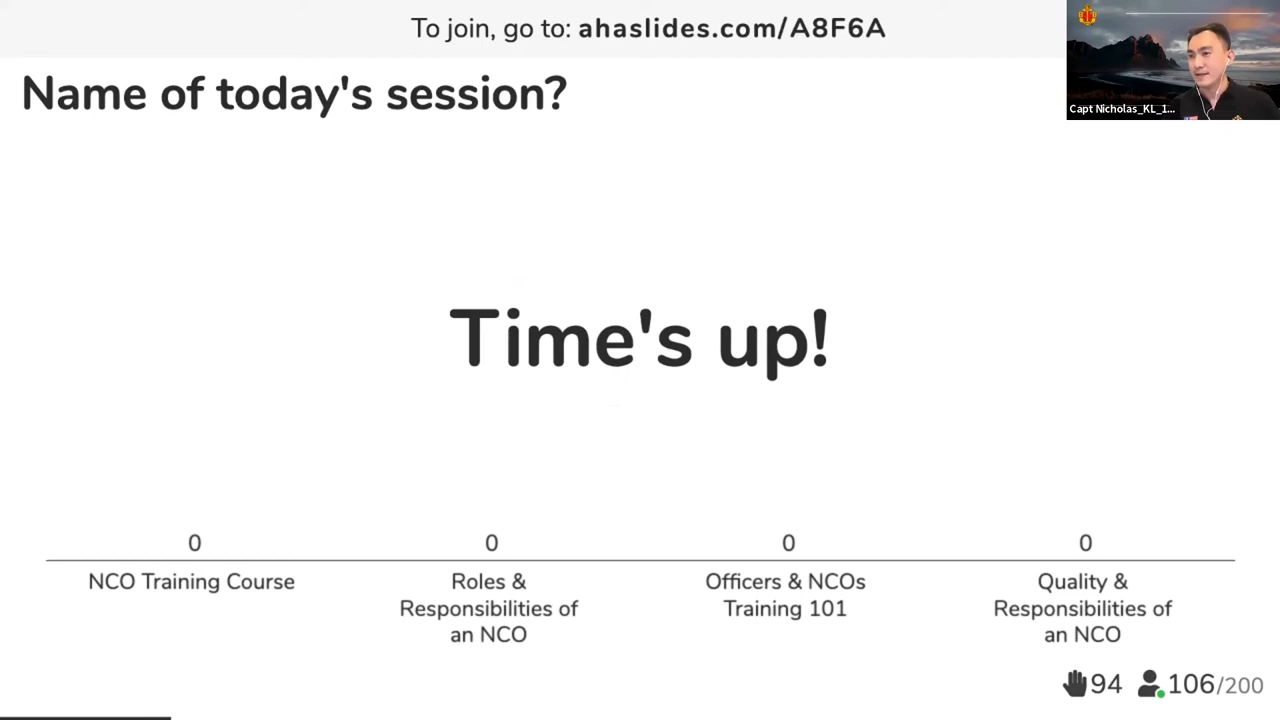 To join, go to: ahaslides.com/A8F6A
Name of today's session?
Capt Nicholas_KL_1...
Time's up!
0 0 0 0
NCO Training Course
Roles &
Responsibilities of
an NCO
Officers & NCOs
Training 101
Quality &
Responsibilities of
an NCO
94 106/200